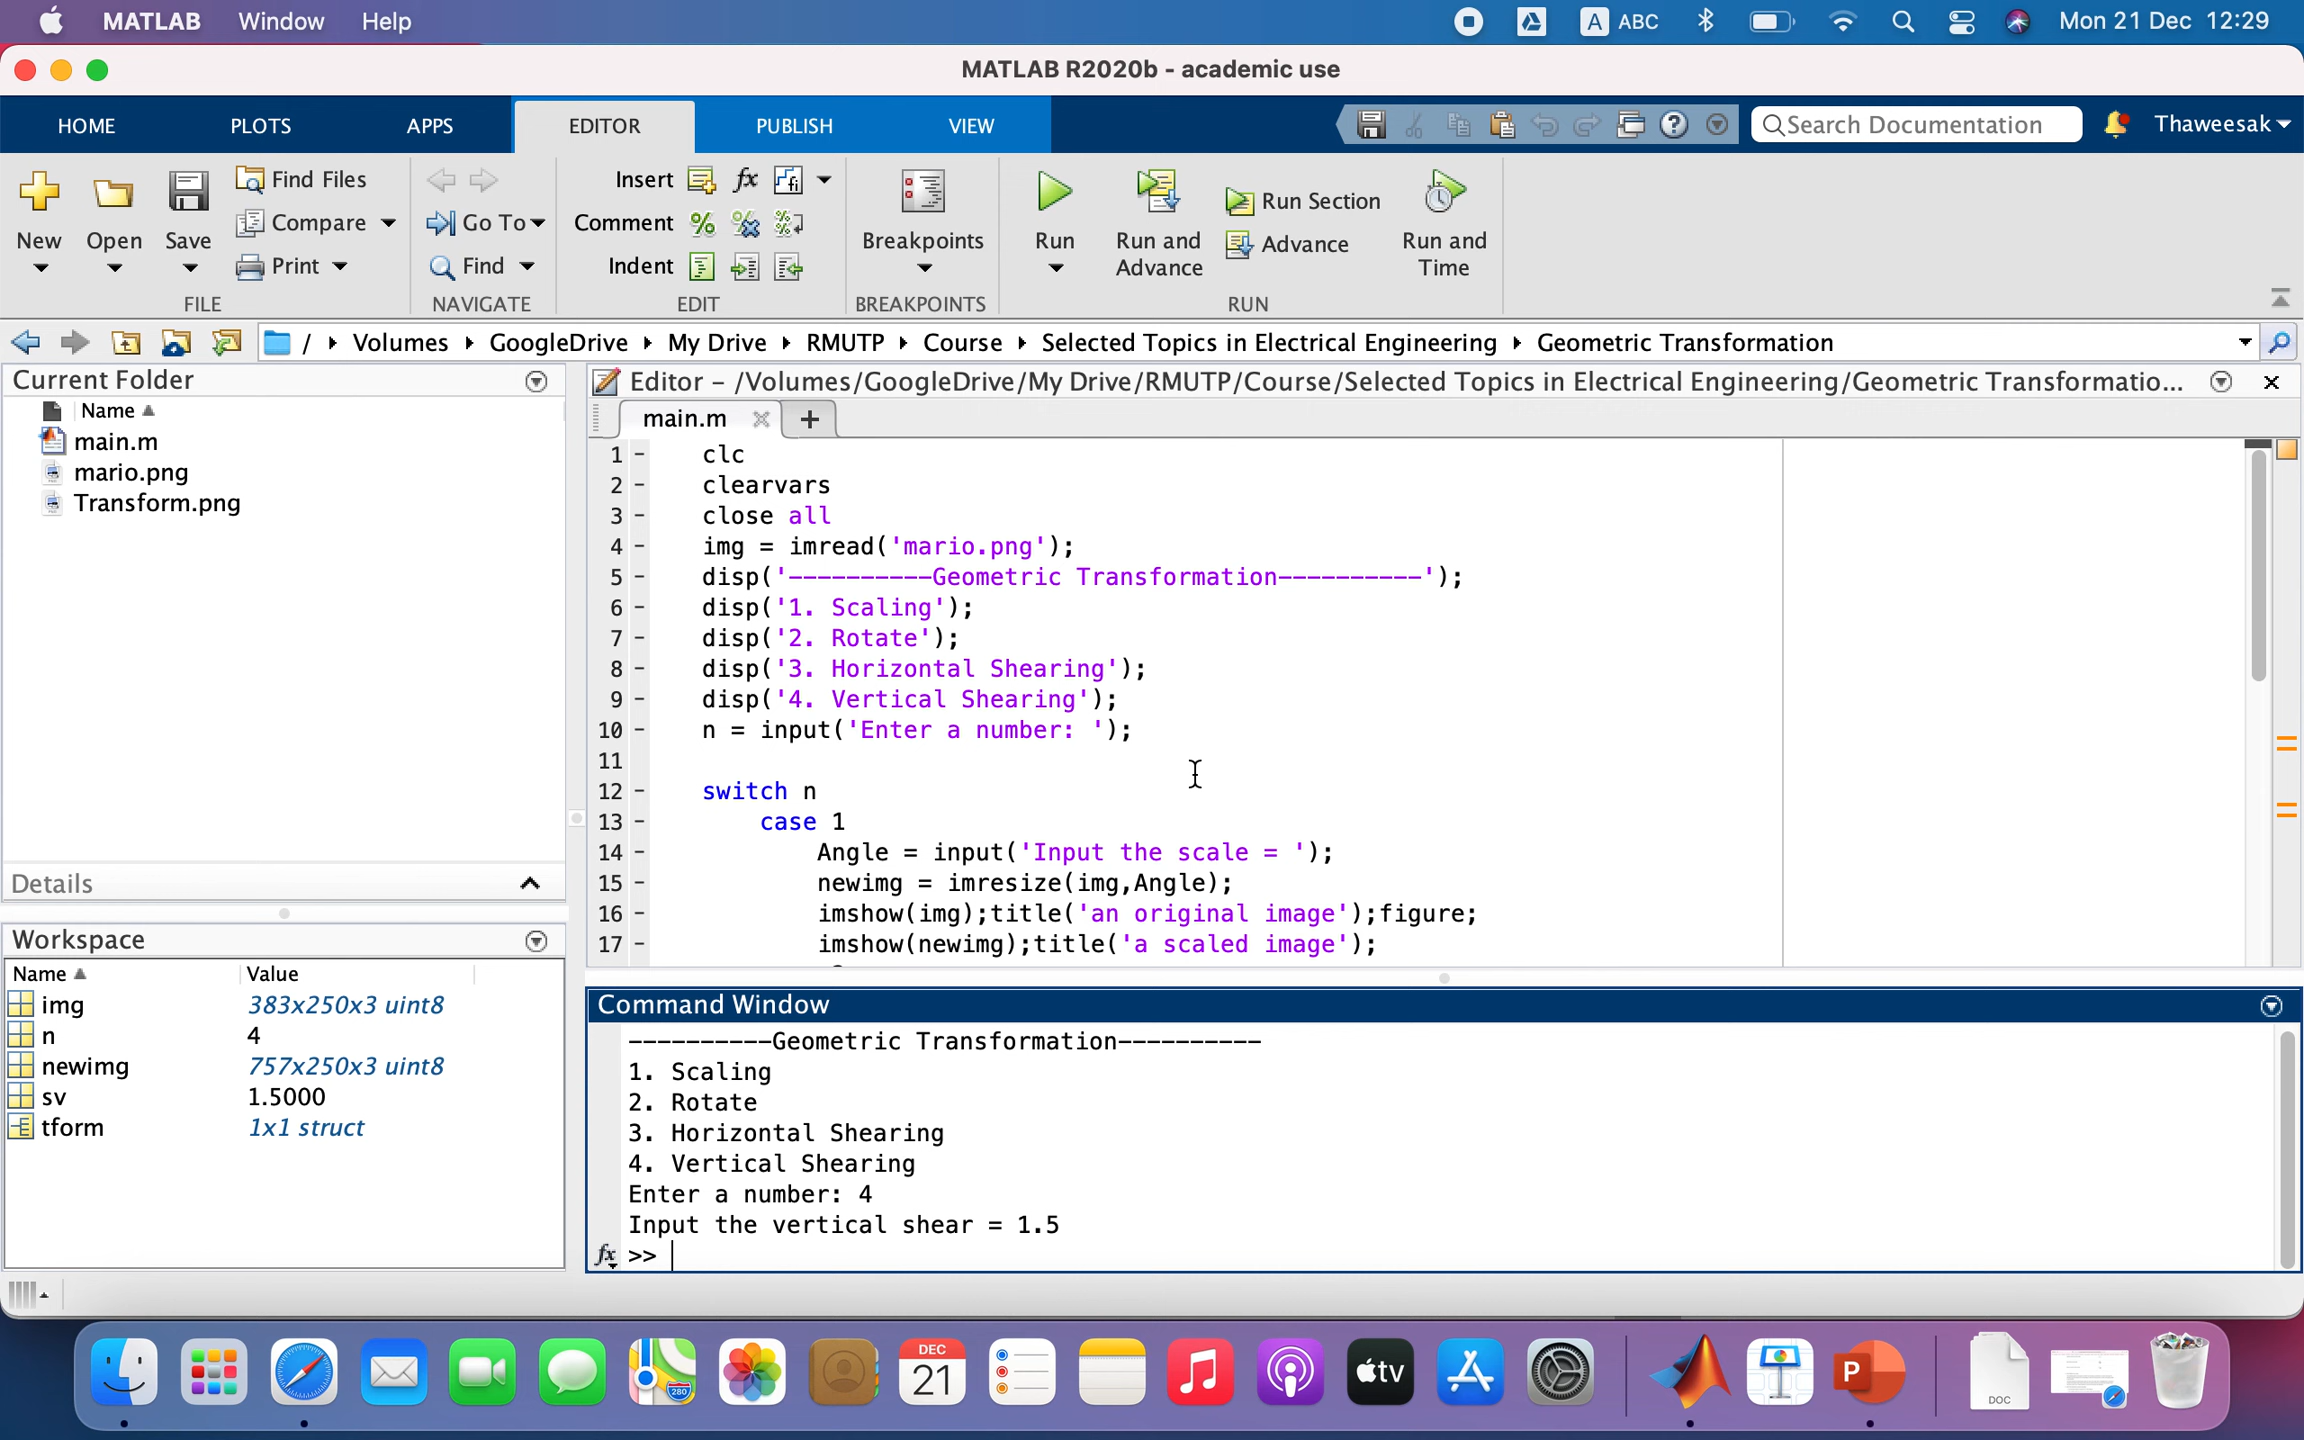 MATLAB Window Help A ABC Mon 21 Dec 12:29
MATLAB R2020b - academic use
HOME PLOTS APPS EDITOR PUBLISH VIEW Search Documentation Thaweesak
New Open Save Find Files Compare Print FILE
Go To Find NAVIGATE
Insert fx Comment Indent EDIT
Breakpoints BREAKPOINTS
Run Run and Advance Run Section Advance Run and Time RUN
/ Volumes GoogleDrive My Drive RMUTP Course Selected Topics in Electrical Engineering Geometric Transformation
Current Folder
Name
main.m
mario.png
Transform.png
Details
Workspace
Name Value
img 383x250x3 uint8
n 4
newimg 757x250x3 uint8
sv 1.5000
tform 1x1 struct
Editor – /Volumes/GoogleDrive/My Drive/RMUTP/Course/Selected Topics in Electrical Engineering/Geometric Transformatio...
main.m
1 - clc
2 - clearvars
3 - close all
4 - img = imread('mario.png');
5 - disp('----------Geometric Transformation----------');
6 - disp('1. Scaling');
7 - disp('2. Rotate');
8 - disp('3. Horizontal Shearing');
9 - disp('4. Vertical Shearing');
10 - n = input('Enter a number: ');
11
12 - switch n
13 - case 1
14 - Angle = input('Input the scale = ');
15 - newimg = imresize(img,Angle);
16 - imshow(img);title('an original image');figure;
17 - imshow(newimg);title('a scaled image');
Command Window
----------Geometric Transformation----------
1. Scaling
2. Rotate
3. Horizontal Shearing
4. Vertical Shearing
Enter a number: 4
Input the vertical shear = 1.5
fx >>
280 DEC 21 tv P DOC